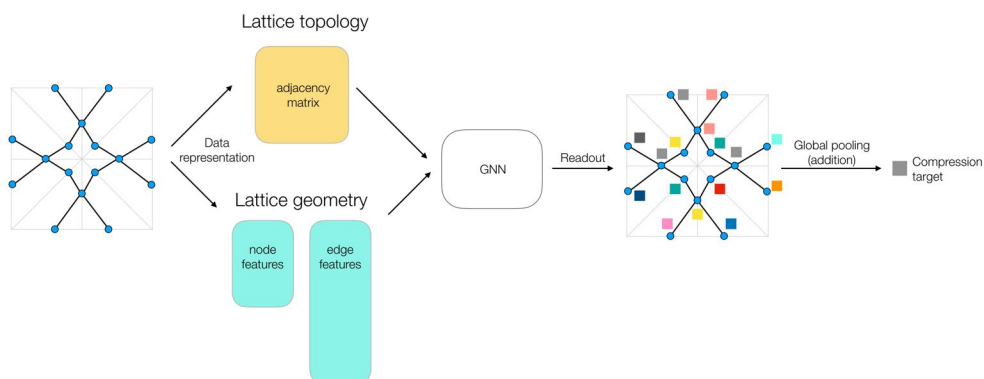 Lattice topology
adjacency
matrix
Data
representation
Lattice geometry
node
features
edge
features
GNN
Readout
Global pooling
(addition)
Compression
target